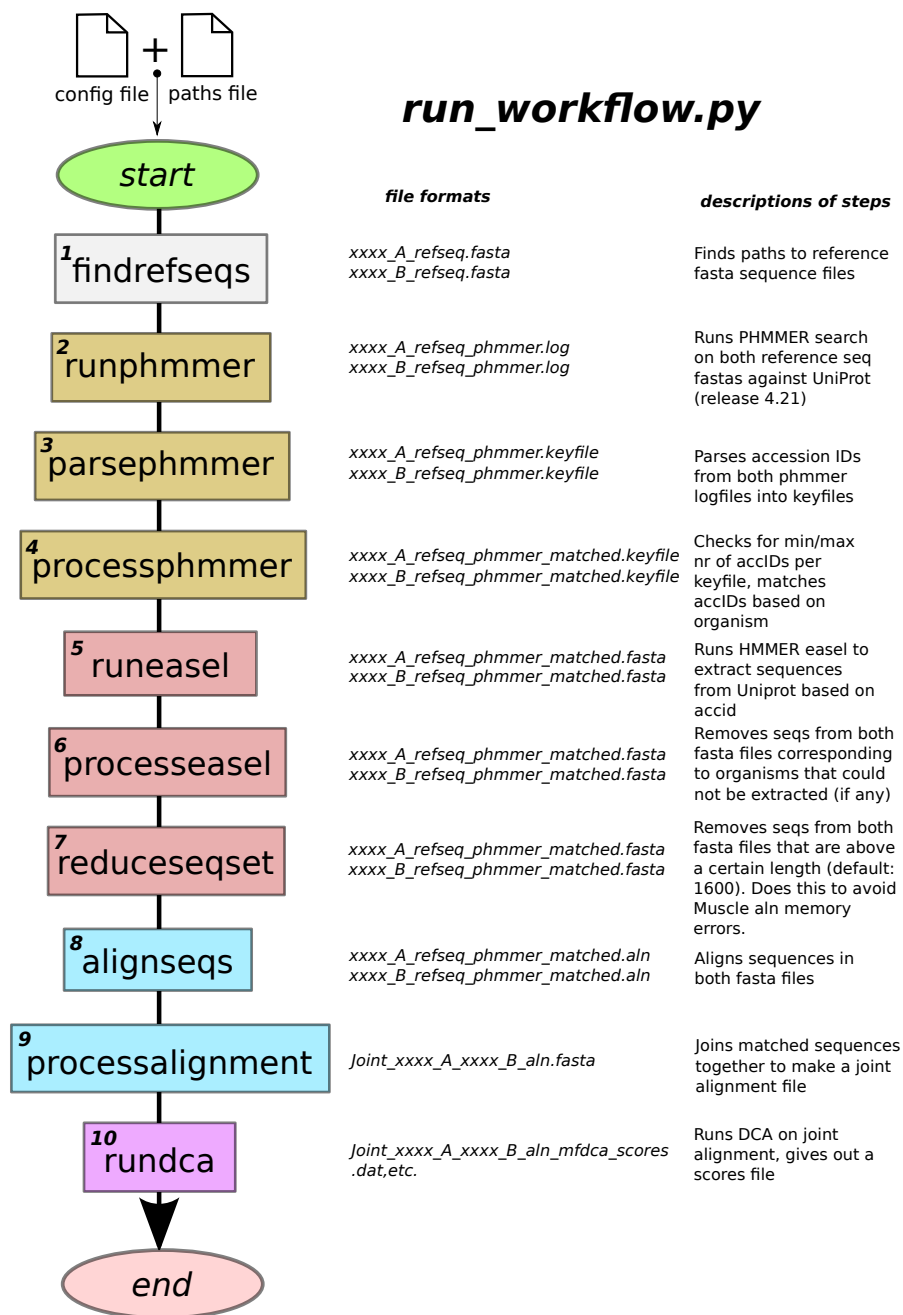 +
config file
paths file
run_workflow.py
start
file formats
descriptions of steps
1
findrefseqs
xxxx_A_refseq.fasta
xxxx_B_refseq.fasta
Finds paths to reference
fasta sequence files
2
runphmmer
xxxx_A_refseq_phmmer.log
xxxx_B_refseq_phmmer.log
Runs PHMMER search
on both reference seq
fastas against UniProt
(release 4.21)
3
parsephmmer
xxxx_A_refseq_phmmer.keyfile
xxxx_B_refseq_phmmer.keyfile
Parses accession IDs
from both phmmer
logfiles into keyfiles
4
processphmmer
xxxx_A_refseq_phmmer_matched.keyfile
xxxx_B_refseq_phmmer_matched.keyfile
Checks for min/max
nr of accIDs per
keyfile, matches
accIDs based on
organism
5
runeasel
xxxx_A_refseq_phmmer_matched.fasta
xxxx_B_refseq_phmmer_matched.fasta
Runs HMMER easel to
extract sequences
from Uniprot based on
accid
6
processeasel
xxxx_A_refseq_phmmer_matched.fasta
xxxx_B_refseq_phmmer_matched.fasta
Removes seqs from both
fasta files corresponding
to organisms that could
not be extracted (if any)
7
reduceseqset
xxxx_A_refseq_phmmer_matched.fasta
xxxx_B_refseq_phmmer_matched.fasta
Removes seqs from both
fasta files that are above
a certain length (default:
1600). Does this to avoid
Muscle aln memory
errors.
8
alignseqs
xxxx_A_refseq_phmmer_matched.aln
xxxx_B_refseq_phmmer_matched.aln
Aligns sequences in
both fasta files
9
processalignment
Joint_xxxx_A_xxxx_B_aln.fasta
Joins matched sequences
together to make a joint
alignment file
10
rundca
Joint_xxxx_A_xxxx_B_aln_mfdca_scores
.dat,etc.
Runs DCA on joint
alignment, gives out a
scores file
end